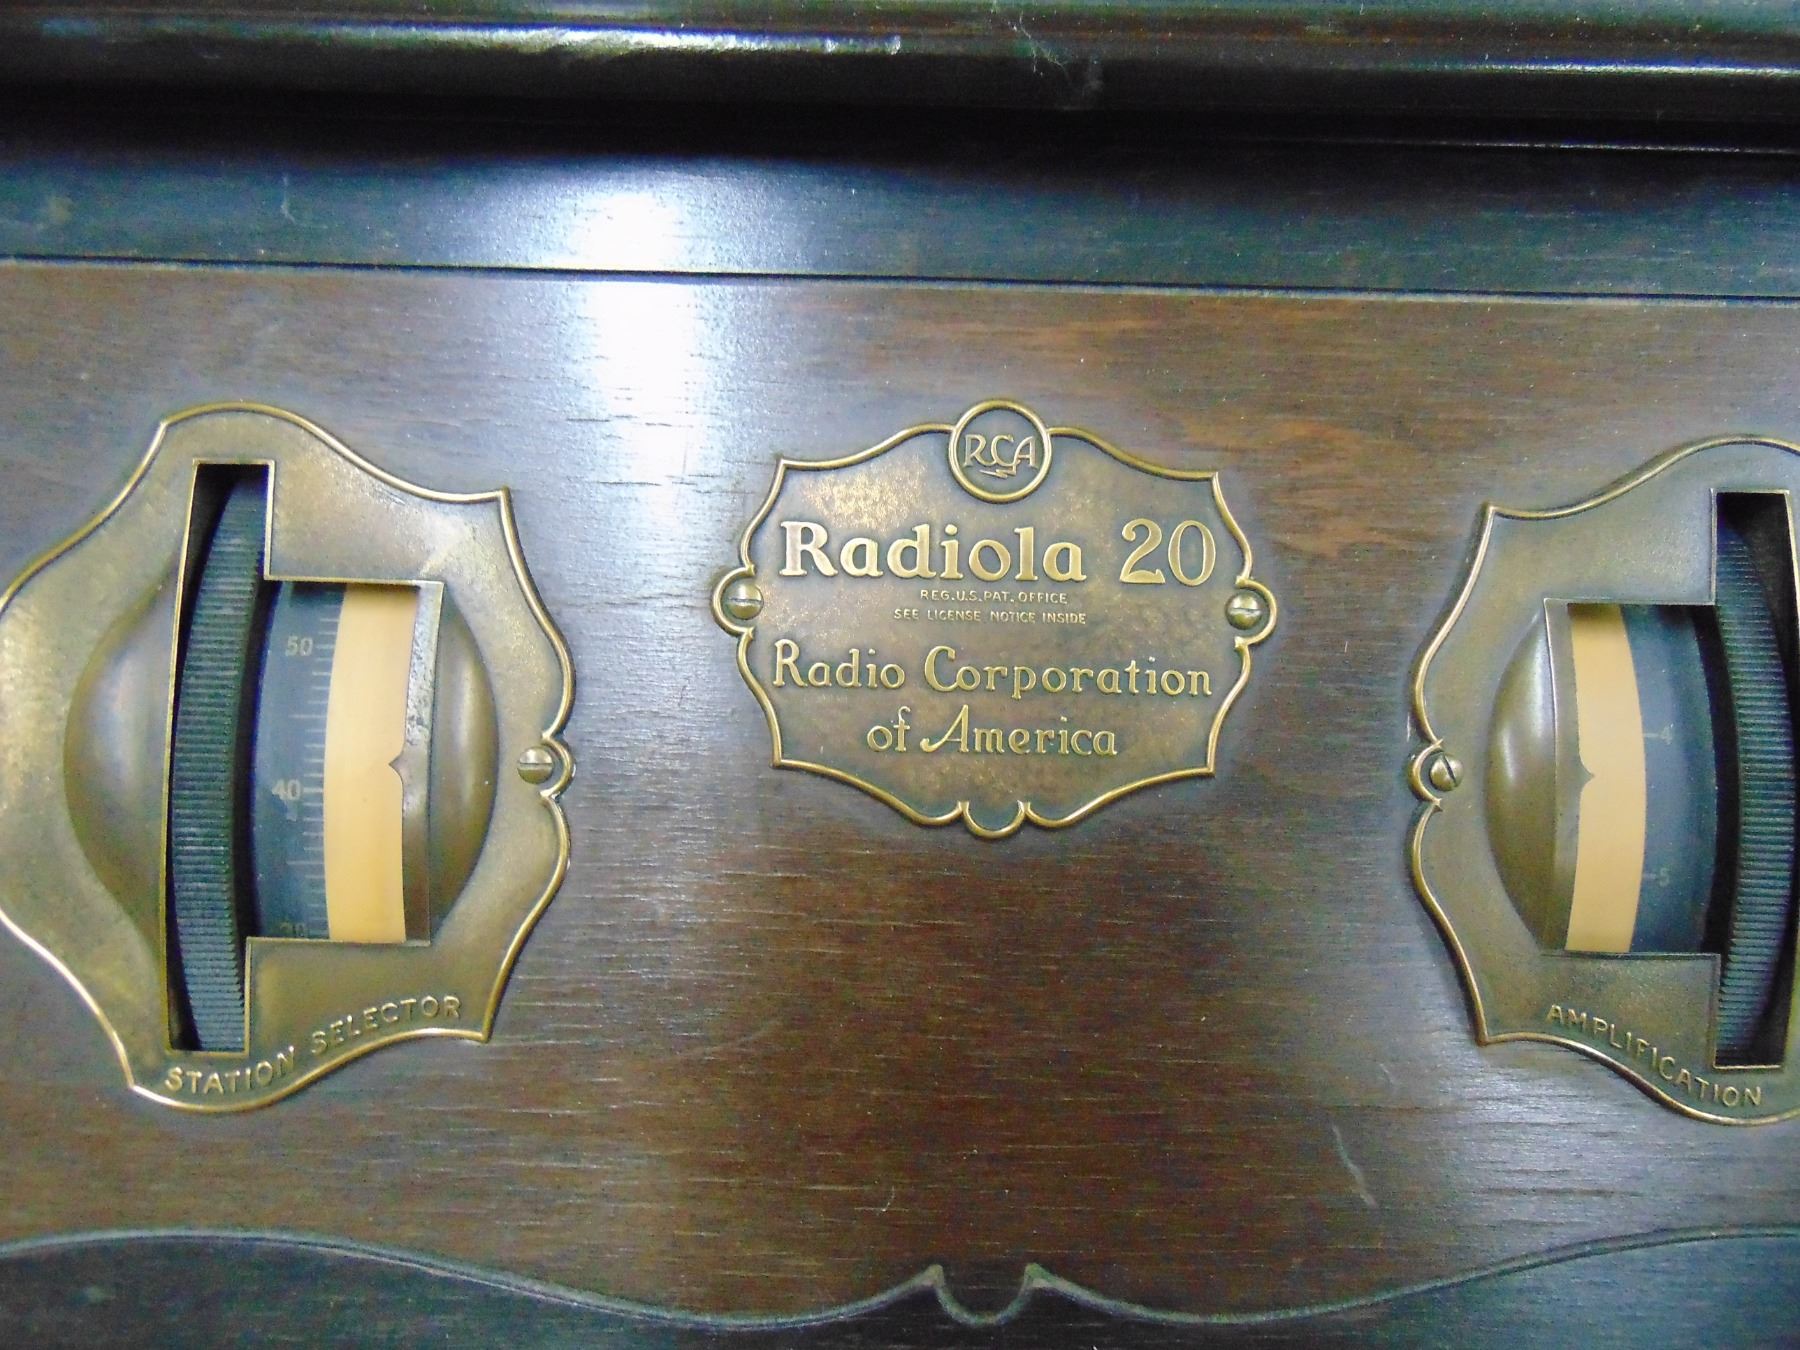 RCA
Radiola 20
REG. U.S. PAT. OFFICE
SEE LICENSE NOTICE INSIDE
Radio Corporation
of America
50
40
30
STATION SELECTOR
4
5
AMPLIFICATION